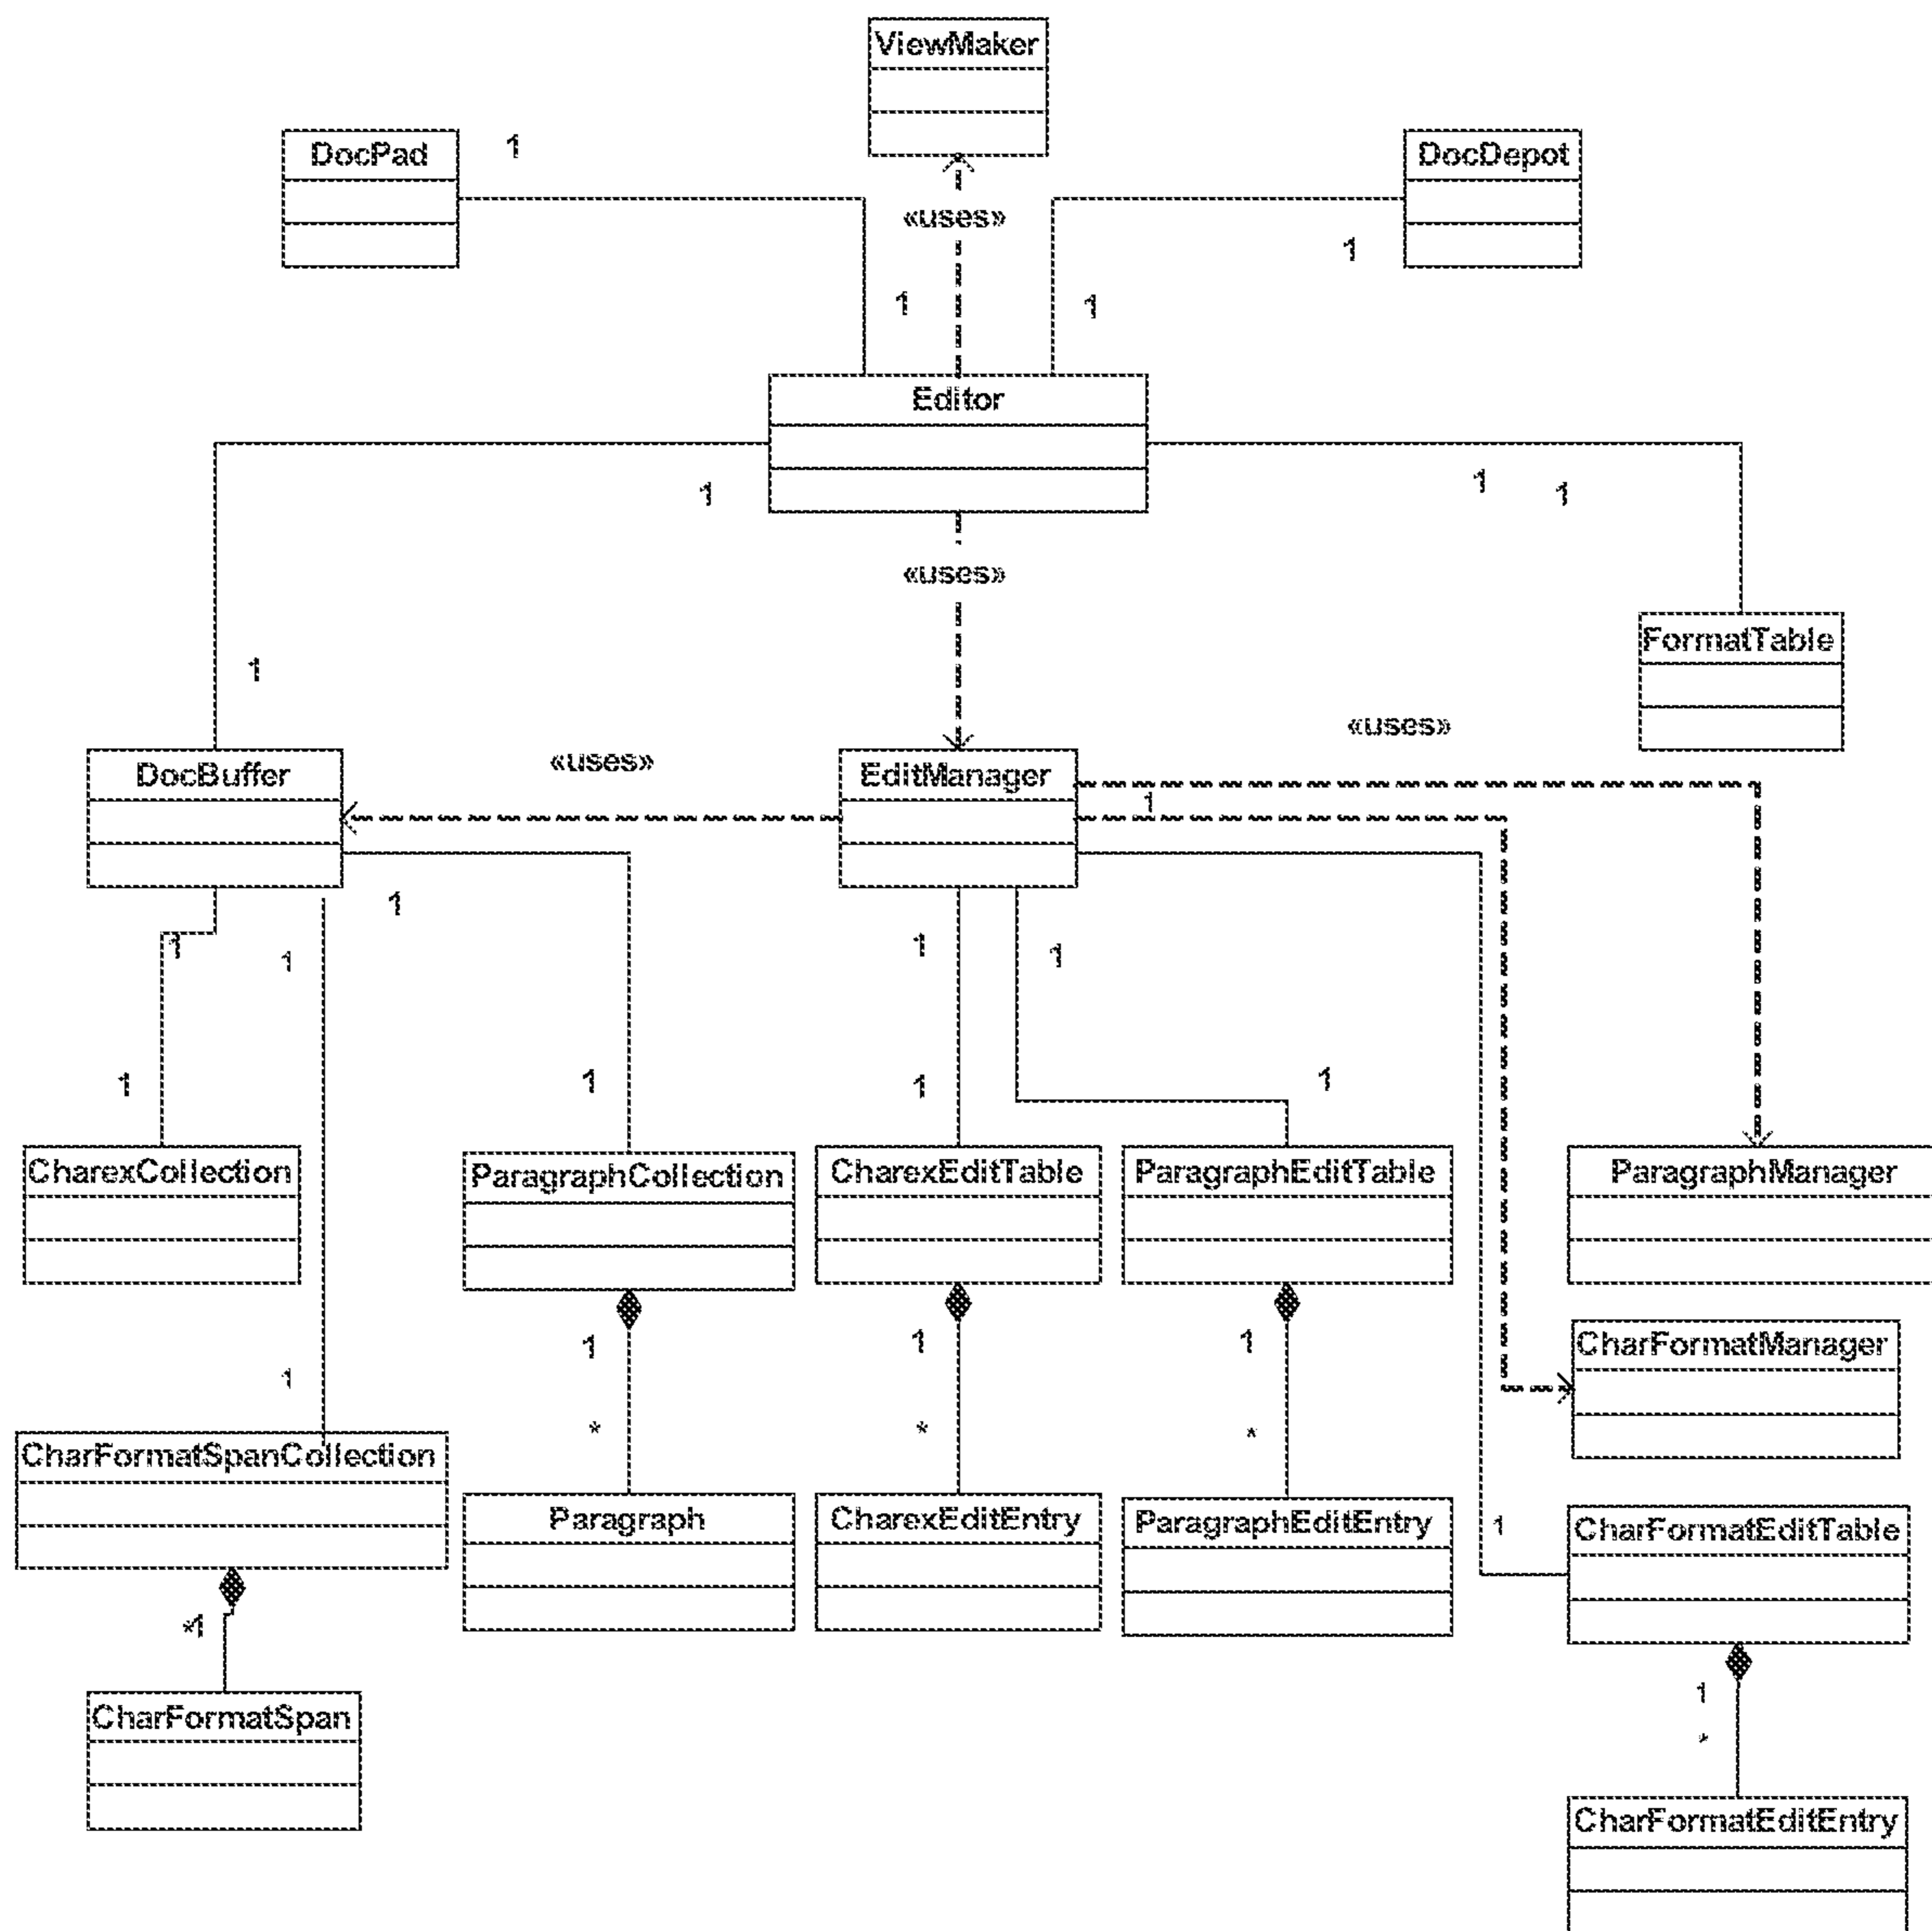 ViewMaker
DocPad
1
DocDepot
«uses»
1
1
1
Editor
1
1
1
«uses»
1
FormatTable
«uses»
«uses»
DocBuffer
EditManager
1
1
1
1
1
1
1
1
1
1
1
CharexCollection
ParagraphCollection
CharexEditTable
ParagraphEditTable
ParagraphManager
1
1
1
CharFormatManager
1
*
*
*
CharFormatSpanCollection
Paragraph
CharexEditEntry
ParagraphEditEntry
1
CharFormatEditTable
*1
1
CharFormatSpan
*
CharFormatEditEntry